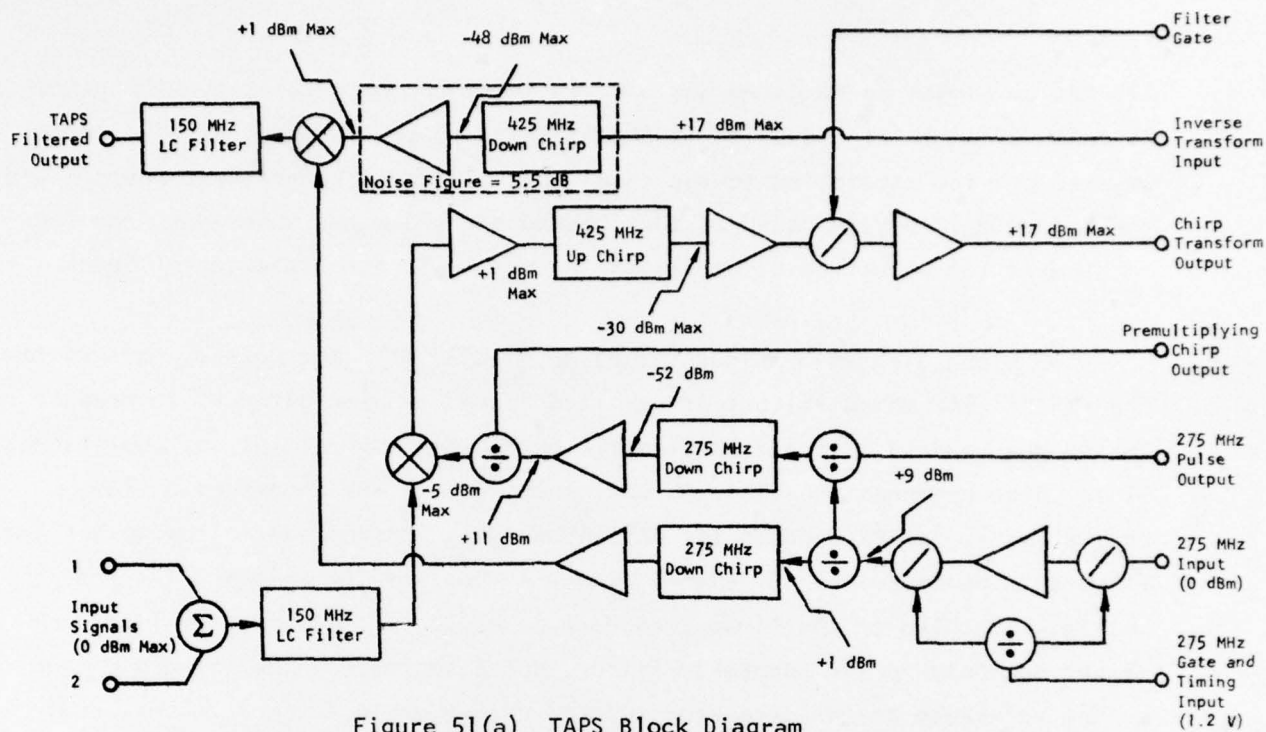 +1 dBm Max
-48 dBm Max
Filter
Gate
TAPS
Filtered
Output
150 MHz
LC Filter
425 MHz
Down Chirp
+17 dBm Max
Inverse
Transform
Input
Noise Figure = 5.5 dB
425 MHz
Up Chirp
+17 dBm Max
Chirp
Transform
Output
+1 dBm
Max
-30 dBm Max
Premultiplying
Chirp
Output
-52 dBm
275 MHz
Down Chirp
275 MHz
Pulse
Output
-5 dBm
Max
+9 dBm
+11 dBm
275 MHz
Down Chirp
275 MHz
Input
(0 dBm)
1
Input
Signals
(0 dBm Max)
2
Σ
150 MHz
LC Filter
+1 dBm
275 MHz
Gate and
Timing
Input
(1.2 V)
Figure 51(a) TAPS Block Diagram